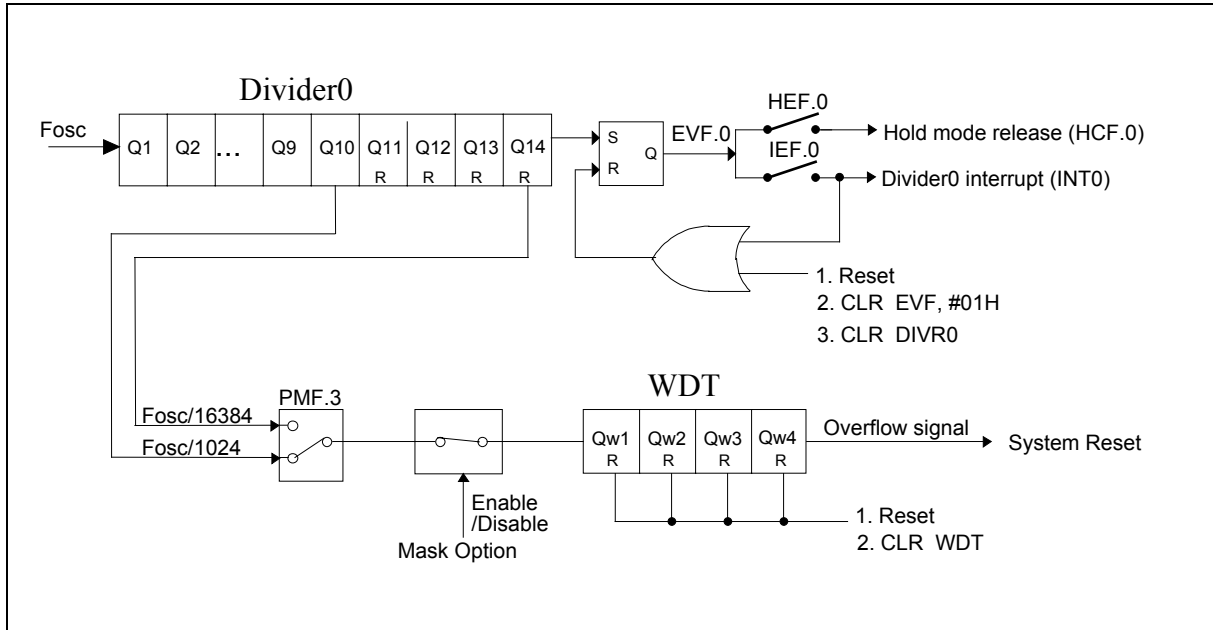 Divider0
Fosc
Q1 Q2 ... Q9 Q10 Q11 Q12 Q13 Q14
R R R R
S
R
Q
EVF.0
HEF.0
Hold mode release (HCF.0)
IEF.0
Divider0 interrupt (INT0)
1. Reset
2. CLR EVF, #01H
3. CLR DIVR0
PMF.3
Fosc/16384
Fosc/1024
Enable
/Disable
Mask Option
WDT
Qw1 Qw2 Qw3 Qw4
R R R R
Overflow signal
System Reset
1. Reset
2. CLR WDT